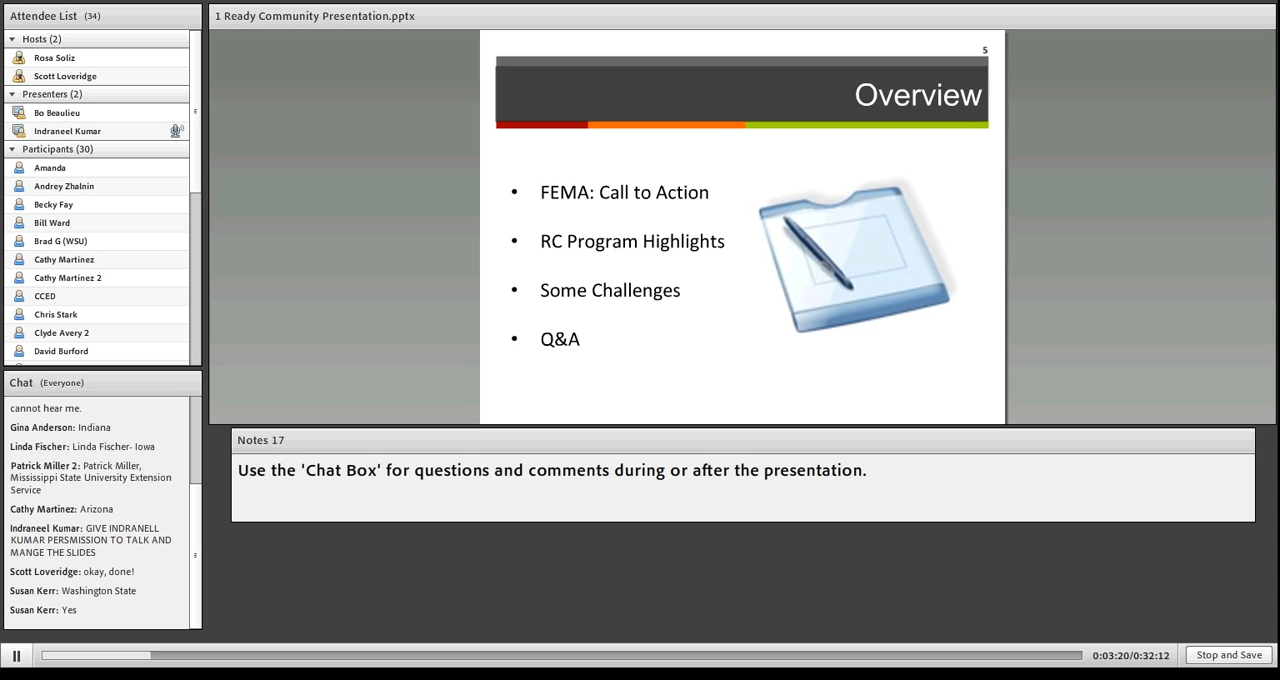 Attendee List (34)
Hosts (2)
Rosa Soliz
Scott Loveridge
Presenters (2)
Bo Beaulieu
Indraneel Kumar
Participants (30)
Amanda
Andrey Zhalnin
Becky Fay
Bill Ward
Brad G (WSU)
Cathy Martinez
Cathy Martinez 2
CCED
Chris Stark
Clyde Avery 2
David Burford
Chat (Everyone)
cannot hear me.
Gina Anderson: Indiana
Linda Fischer: Linda Fischer- Iowa
Patrick Miller 2: Patrick Miller,
Mississippi State University Extension
Service
Cathy Martinez: Arizona
Indraneel Kumar: GIVE INDRANELL
KUMAR PERSMISSION TO TALK AND
MANGE THE SLIDES
Scott Loveridge: okay, done!
Susan Kerr: Washington State
Susan Kerr: Yes
1 Ready Community Presentation.pptx
5
Overview
• FEMA: Call to Action
• RC Program Highlights
• Some Challenges
• Q&A
Notes 17
Use the 'Chat Box' for questions and comments during or after the presentation.
0:03:20/0:32:12
Stop and Save